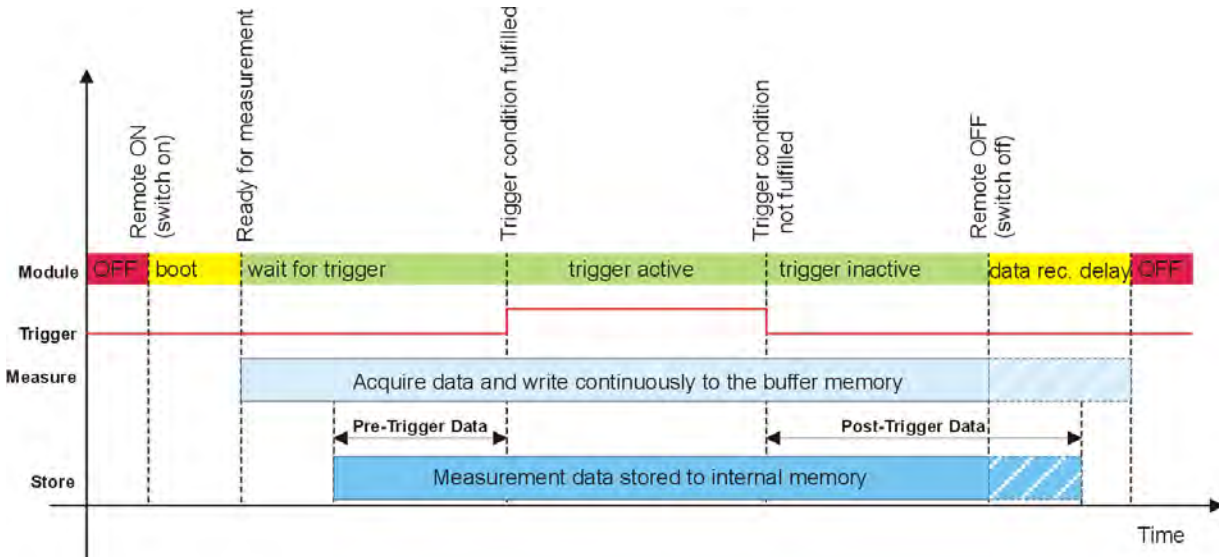 Remote ON
(switch on)
Ready for measurement
Trigger condition fulfilled
Trigger condition
not fulfilled
Remote OFF
(switch off)
Module
OFF
boot
wait for trigger
trigger active
trigger inactive
data rec. delay
OFF
Trigger
Measure
Acquire data and write continuously to the buffer memory
Pre-Trigger Data
Post-Trigger Data
Store
Measurement data stored to internal memory
Time